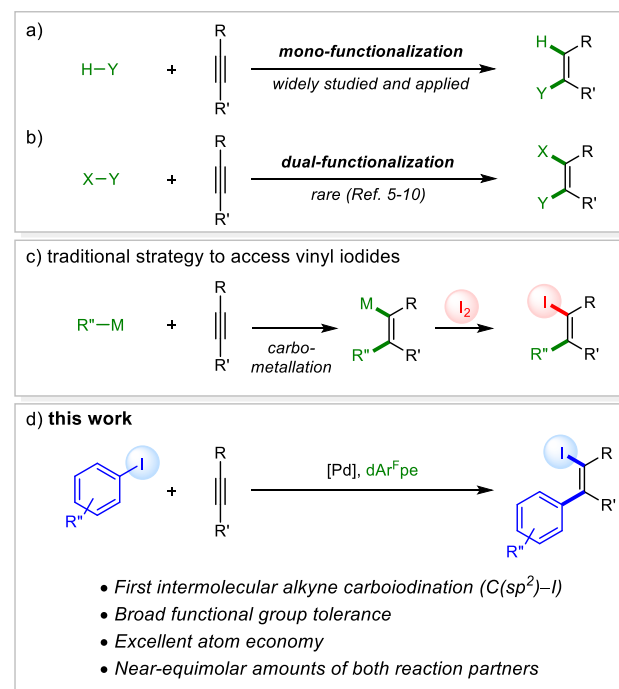 a)
H–Y + R R' mono-functionalization H R
widely studied and applied Y R'
b)
X–Y + R R' dual-functionalization X R
rare (Ref. 5-10) Y R'
c) traditional strategy to access vinyl iodides
R"–M + R R' carbo-
metallation M R R" R' I₂ I R R" R'
d) this work
I R" + R R' [Pd], dArᶠpe I R R' R"
• First intermolecular alkyne carboiodination (C(sp²)–I)
• Broad functional group tolerance
• Excellent atom economy
• Near-equimolar amounts of both reaction partners